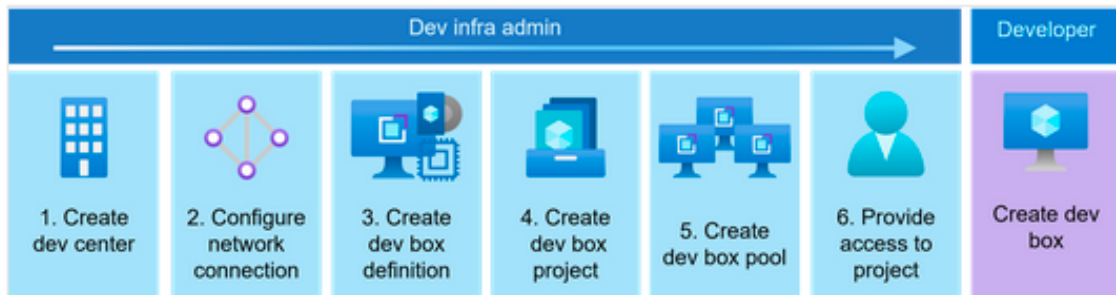 Dev infra admin
Developer
1. Create
dev center
2. Configure
network
connection
3. Create
dev box
definition
4. Create
dev box
project
5. Create
dev box pool
6. Provide
access to
project
Create dev
box